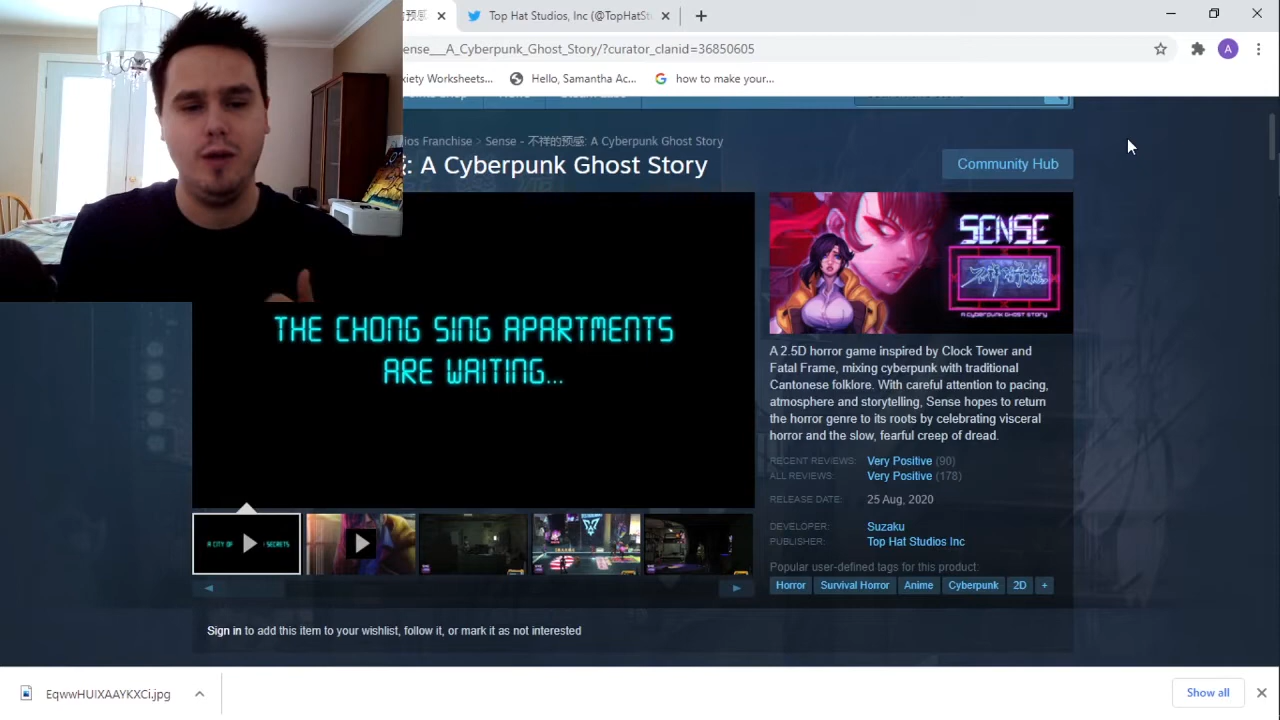 预感
Top Hat Studios, Inc (@TopHatSt
ense__A_Cyberpunk_Ghost_Story/?curator_clanid=36850605
A
xiety Worksheets...
Hello, Samantha Ac...
how to make your...
ios Franchise > Sense - 不祥的预感: A Cyberpunk Ghost Story
: A Cyberpunk Ghost Story
Community Hub
THE CHONG SING APARTMENTS
ARE WAITING...
SENSE
A CYBERPUNK GHOST STORY
A 2.5D horror game inspired by Clock Tower and
Fatal Frame, mixing cyberpunk with traditional
Cantonese folklore. With careful attention to pacing,
atmosphere and storytelling, Sense hopes to return
the horror genre to its roots by celebrating visceral
horror and the slow, fearful creep of dread.
RECENT REVIEWS: Very Positive (90)
ALL REVIEWS: Very Positive (178)
RELEASE DATE: 25 Aug, 2020
DEVELOPER: Suzaku
PUBLISHER: Top Hat Studios Inc
Popular user-defined tags for this product:
Horror Survival Horror Anime Cyberpunk 2D +
A CITY OF SECRETS
Sign in to add this item to your wishlist, follow it, or mark it as not interested
EqwwHUIXAAYKXCi.jpg
Show all